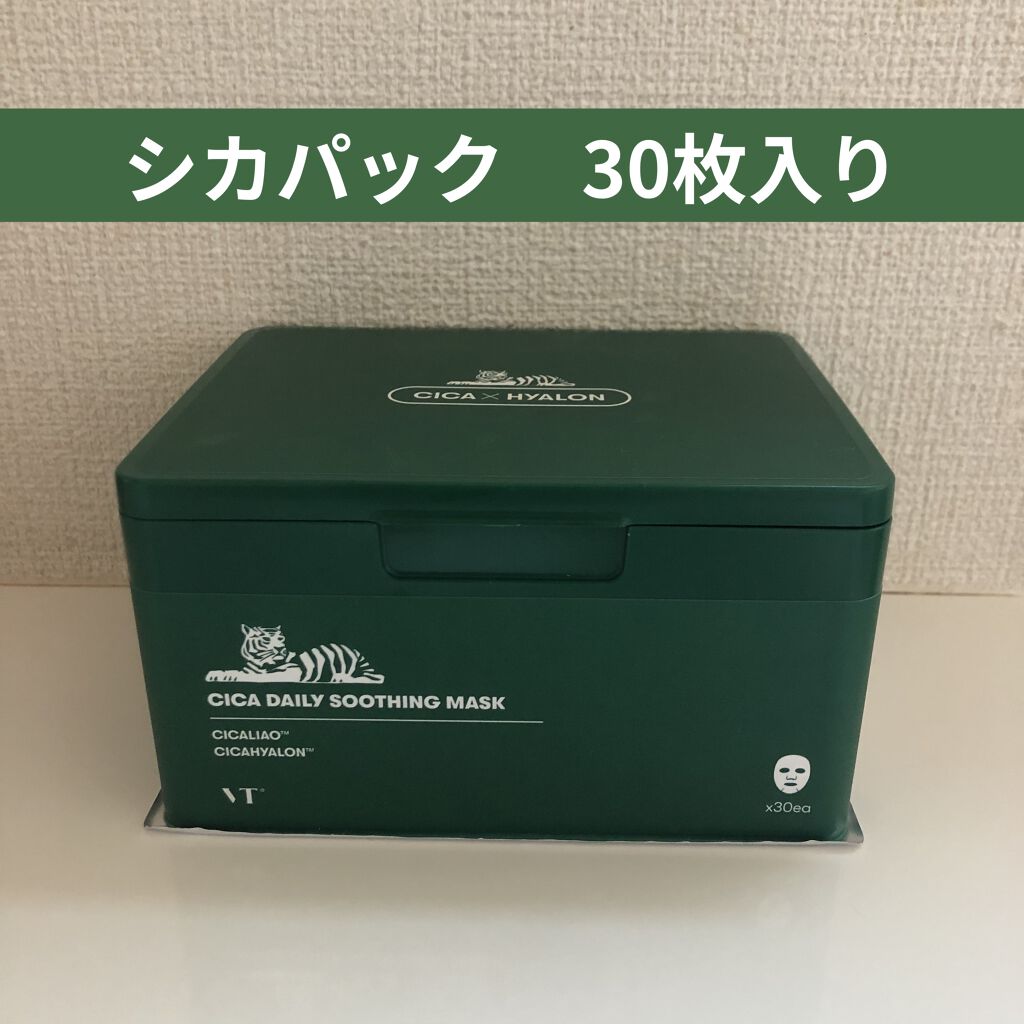 シカパック　30枚入り
CICA × HYALON
CICA DAILY SOOTHING MASK
CICALIAO™
CICAHYALON™
VT®
x30ea